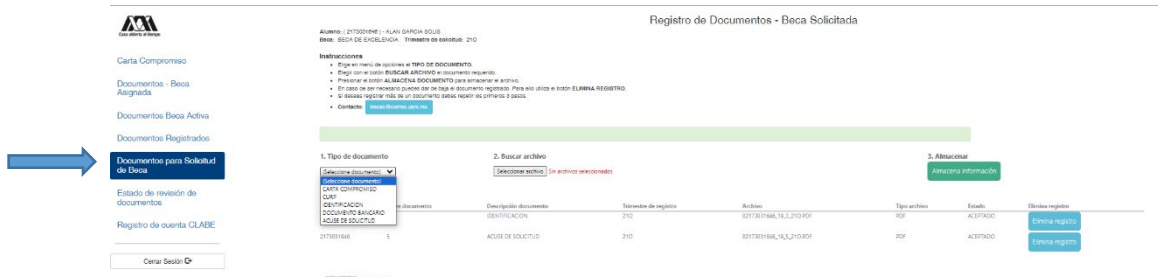 Casa abierta al tiempo
Registro de Documentos - Beca Solicitada
Alumno: ( 2173031646 ) - ALAN GARCIA SOLIS
Beca: BECA DE EXCELENCIA Trimestre de solicitud: 21O
Instrucciones
Elige en menú de opciones el TIPO DE DOCUMENTO.
Elegir con el botón BUSCAR ARCHIVO el documento requerido.
Presionar el botón ALMACENA DOCUMENTO para almacenar el archivo.
En caso de ser necesario puedes dar de baja el documento registrado. Para ello utiliza el botón ELIMINA REGISTRO.
Si deseas registrar más de un documento debes repetir los primeros 3 pasos.
Contacto:
Carta Compromiso
Documentos - Beca
Asignada
Documentos Beca Activa
Documentos Registrados
Documentos para Solicitud
de Beca
Estado de revisión de
documentos
Registro de cuenta CLABE
Cerrar Sesión
1. Tipo de documento
2. Buscar archivo
3. Almacenar
(Seleccione documento)
Seleccionar archivo Sin archivos seleccionados
Almacena información
(Seleccione documento)
CARTA COMPROMISO
CURP
IDENTIFICACION
DOCUMENTO BANCARIO
ACUSE DE SOLICITUD
documento Descripción documento Trimestre de registro Archivo Tipo archivo Estado Elimina registro
IDENTIFICACION 21O 02173031646_18_3_21O.PDF PDF ACEPTADO Elimina registro
2173031646 5 ACUSE DE SOLICITUD 21O 02173031646_18_5_21O.PDF PDF ACEPTADO Elimina registro